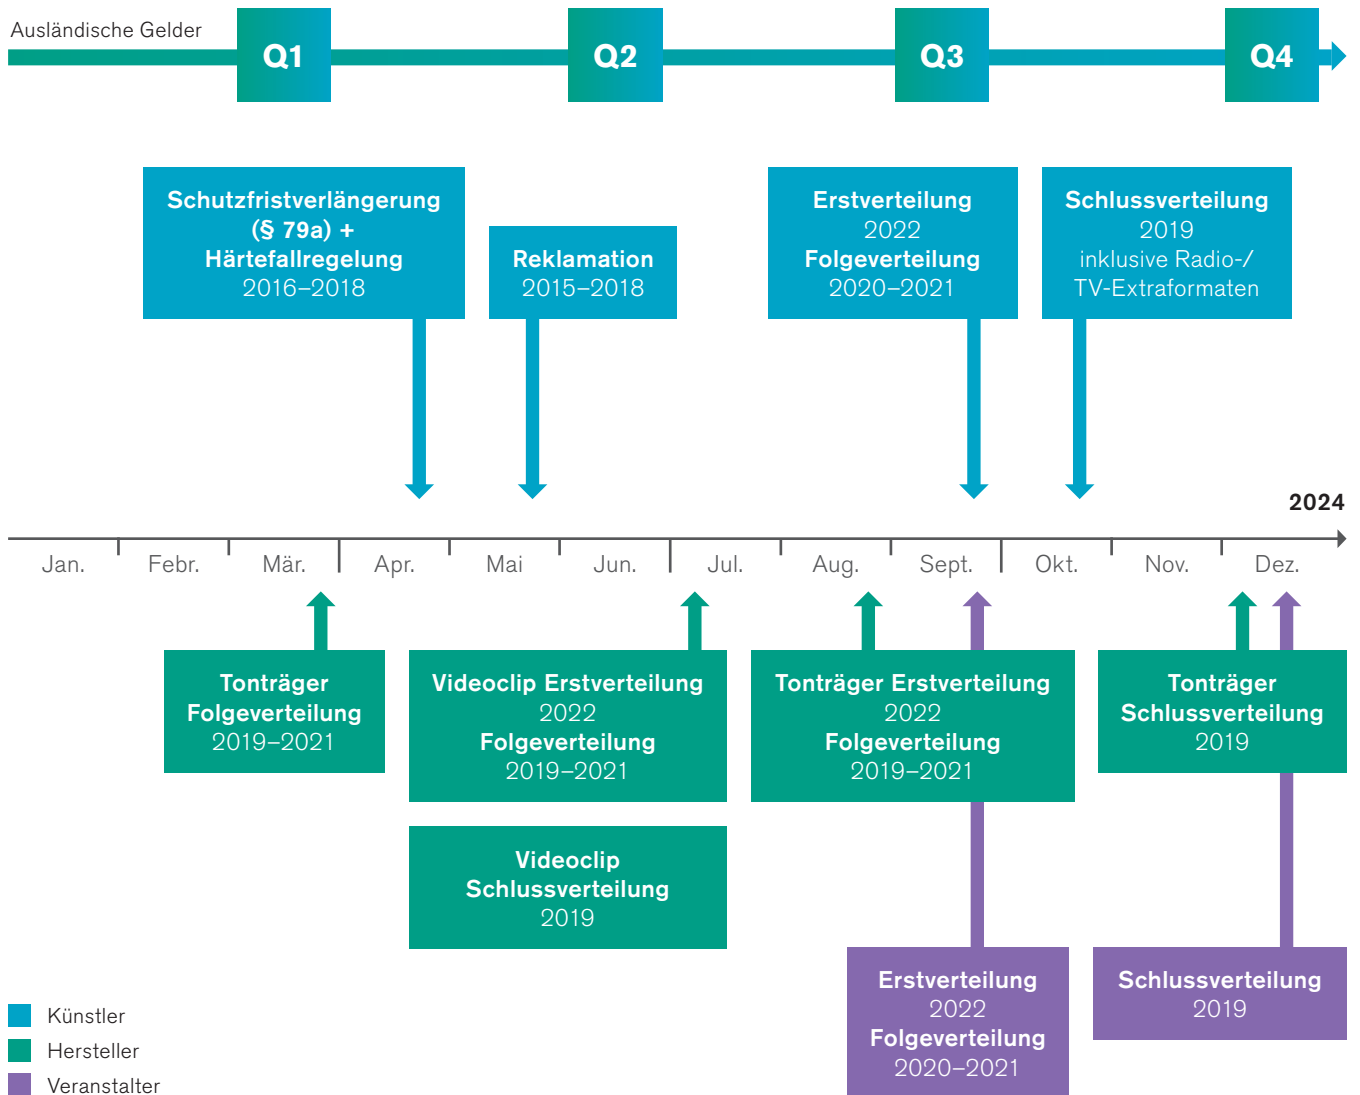 Ausländische Gelder
Q1
Q2
Q3
Q4
Schutzfristverlängerung
(§ 79a) +
Härtefallregelung
2016–2018
Reklamation
2015–2018
Erstverteilung
2022
Folgeverteilung
2020–2021
Schlussverteilung
2019
inklusive Radio-/
TV-Extraformaten
2024
Jan.
Febr.
Mär.
Apr.
Mai
Jun.
Jul.
Aug.
Sept.
Okt.
Nov.
Dez.
Tonträger
Folgeverteilung
2019–2021
Videoclip Erstverteilung
2022
Folgeverteilung
2019–2021
Tonträger Erstverteilung
2022
Folgeverteilung
2019–2021
Tonträger
Schlussverteilung
2019
Videoclip
Schlussverteilung
2019
Erstverteilung
2022
Folgeverteilung
2020–2021
Schlussverteilung
2019
Künstler
Hersteller
Veranstalter